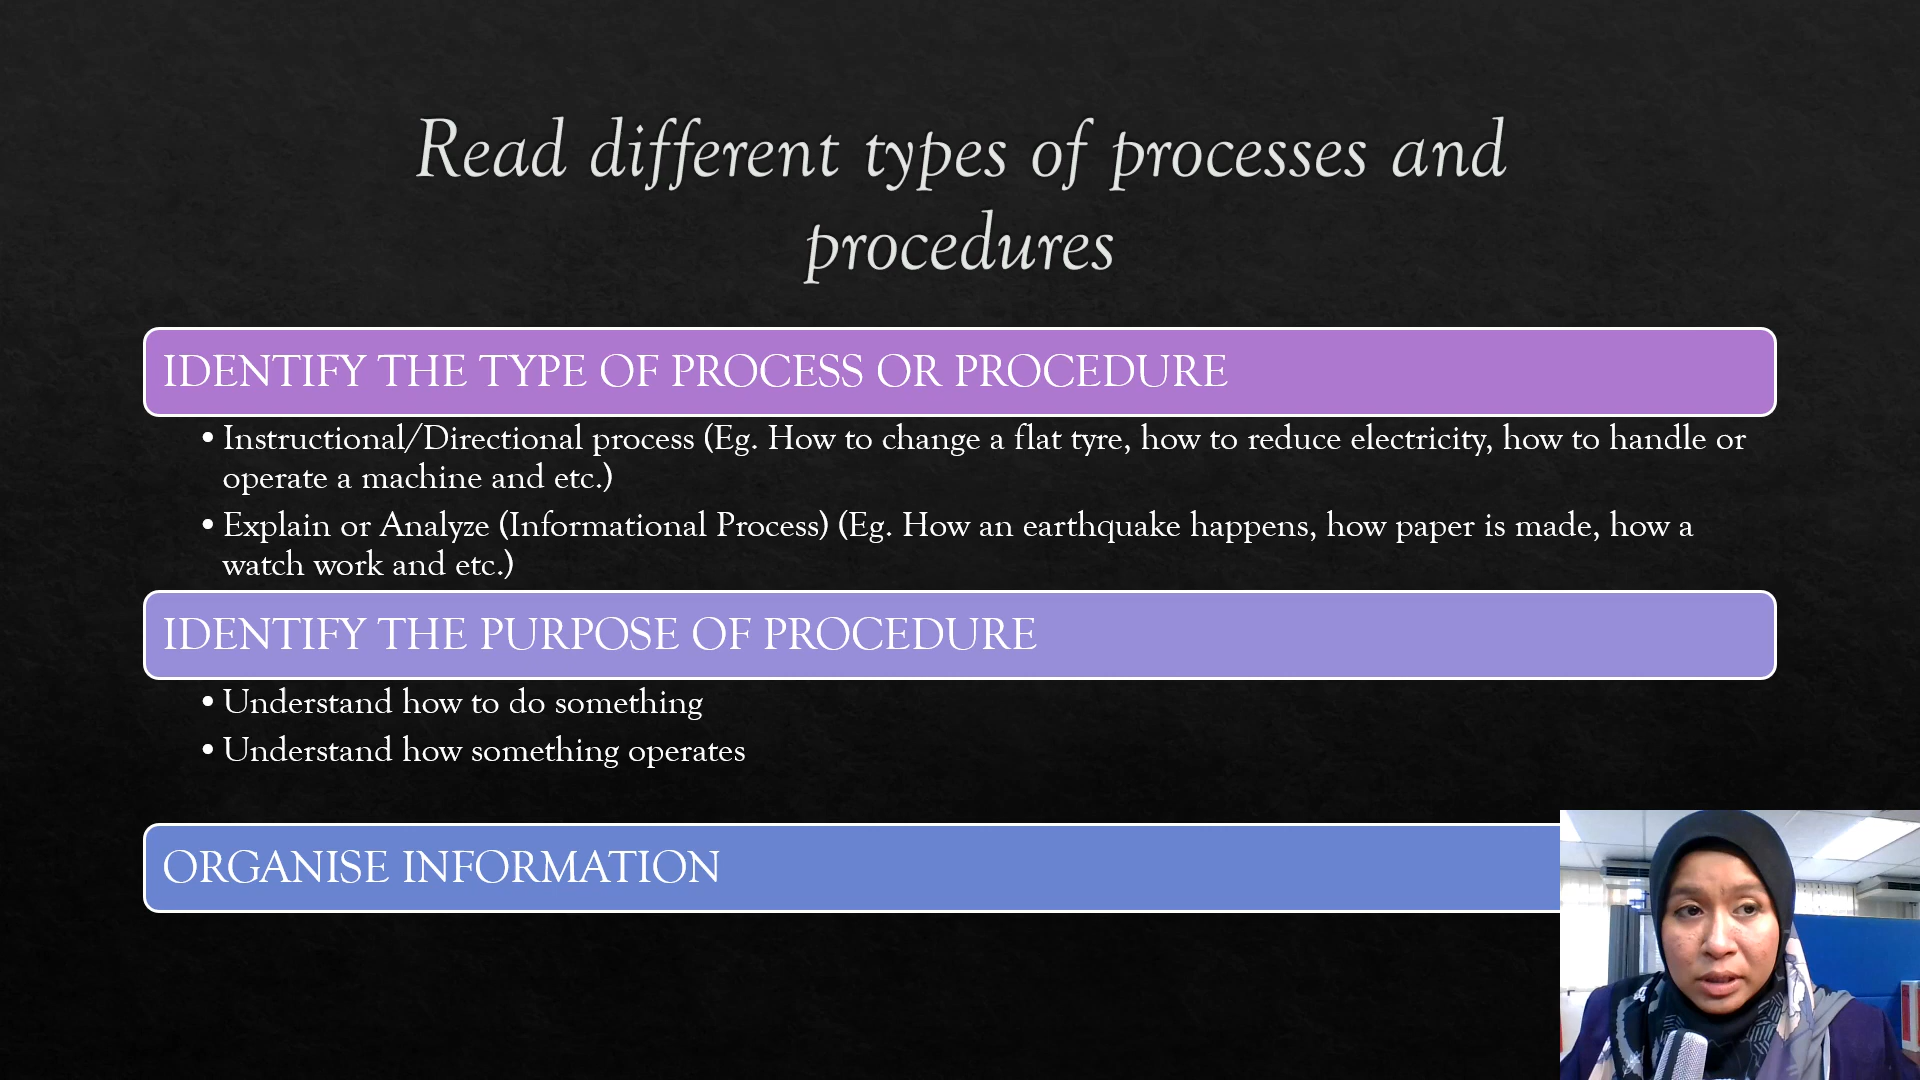 Read different types of processes and
procedures
IDENTIFY THE TYPE OF PROCESS OR PROCEDURE
• Instructional/Directional process (Eg. How to change a flat tyre, how to reduce electricity, how to handle or
operate a machine and etc.)
• Explain or Analyze (Informational Process) (Eg. How an earthquake happens, how paper is made, how a
watch work and etc.)
IDENTIFY THE PURPOSE OF PROCEDURE
• Understand how to do something
• Understand how something operates
ORGANISE INFORMATION